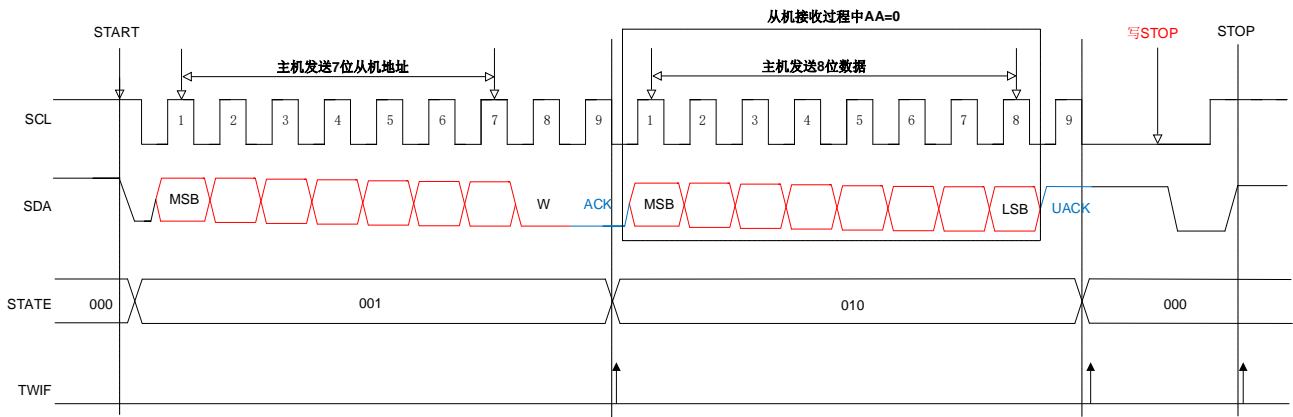 从机接收过程中AA=0
START
写STOP
STOP
主机发送7位从机地址
主机发送8位数据
SCL
1 2 3 4 5 6 7 8 9 1 2 3 4 5 6 7 8 9
SDA
MSB W ACK MSB LSB UACK
STATE 000 001 010 000
TWIF